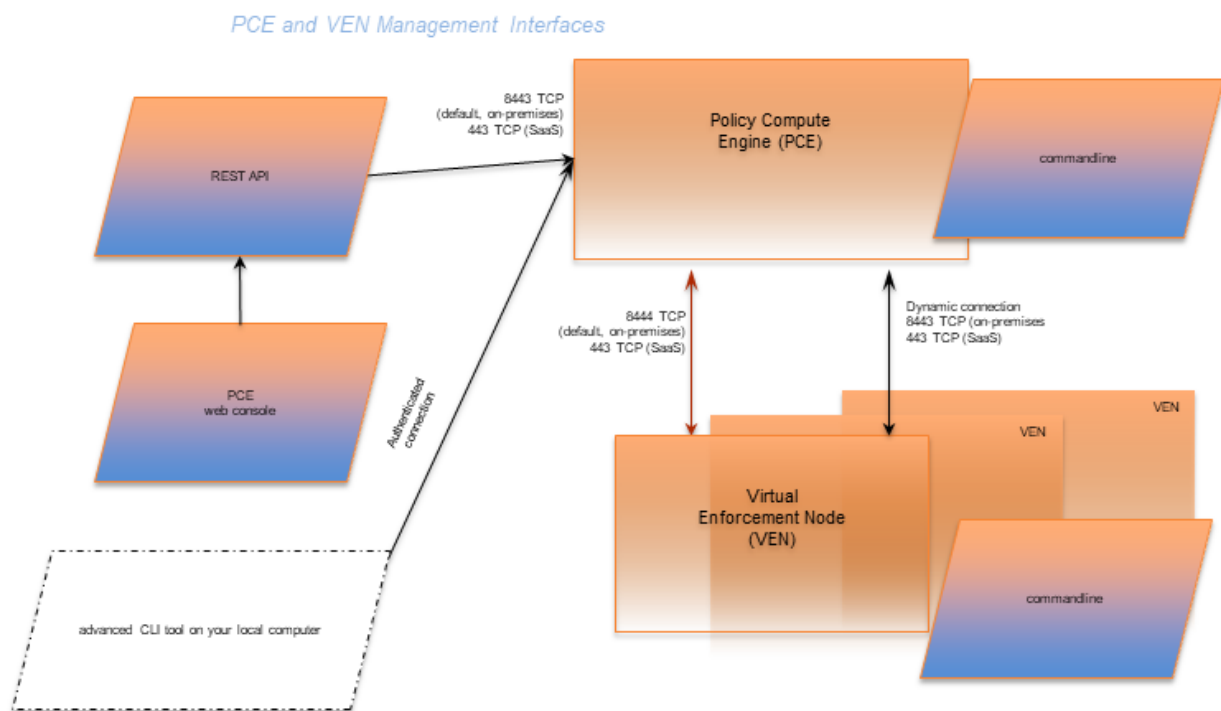 PCE and VEN Management Interfaces
8443 TCP
(default, on-premises)
443 TCP (SaaS)
Policy Compute
Engine (PCE)
commandline
REST API
8444 TCP
(default, on-premises)
443 TCP (SaaS)
Dynamic connection
8443 TCP (on-premises
443 TCP (SaaS)
PCE
web console
Authenticated
connection
VEN
VEN
Virtual
Enforcement Node
(VEN)
commandline
advanced CLI tool on your local computer